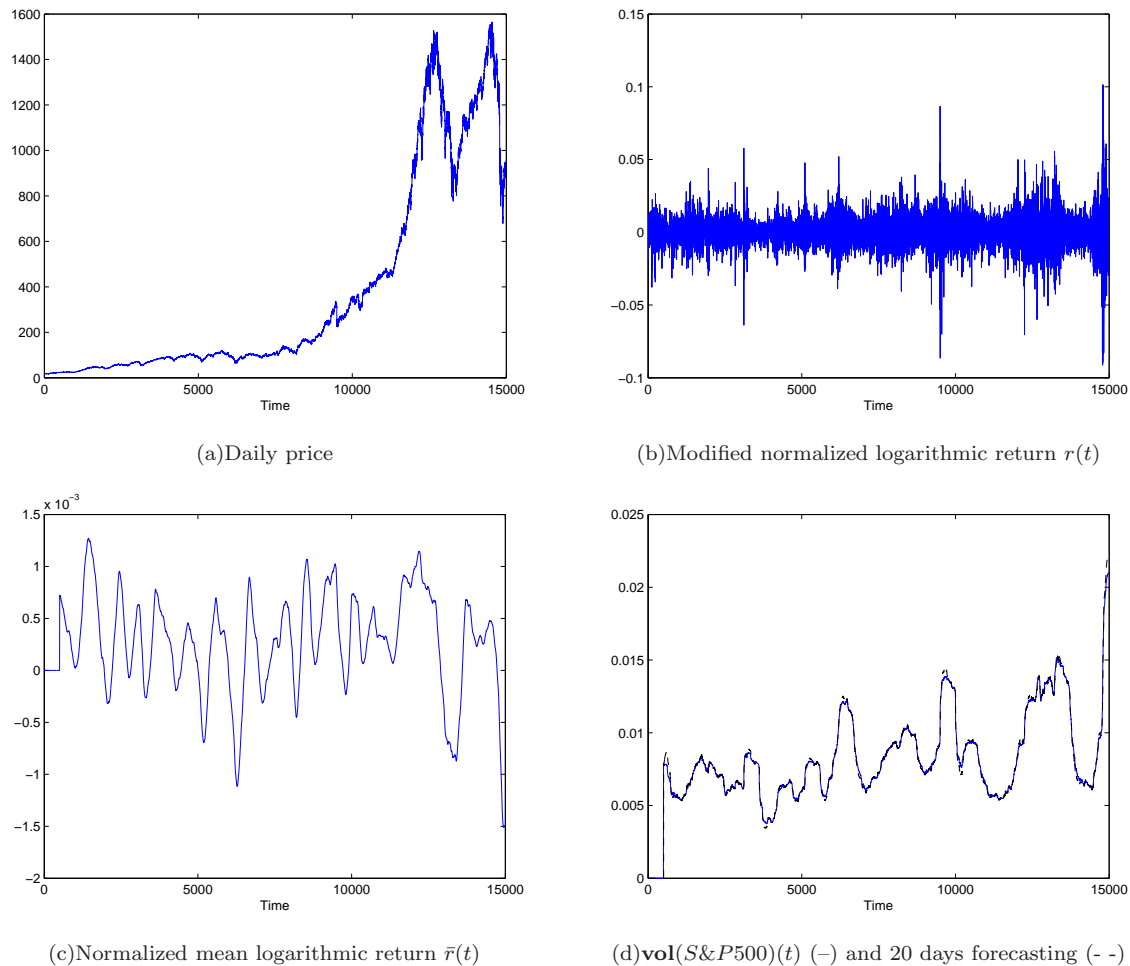 1600
1400
1200
1000
800
600
400
200
0
0 5000 10000 15000
Time
(a)Daily price
0.15
0.1
0.05
0
−0.05
−0.1
0 5000 10000 15000
Time
(b)Modified normalized logarithmic return r(t)
x 10⁻³
1.5
1
0.5
0
−0.5
−1
−1.5
−2
0 5000 10000 15000
Time
(c)Normalized mean logarithmic return r̄(t)
0.025
0.02
0.015
0.01
0.005
0
0 5000 10000 15000
Time
(d)vol(S&P500)(t) (–) and 20 days forecasting (- -)